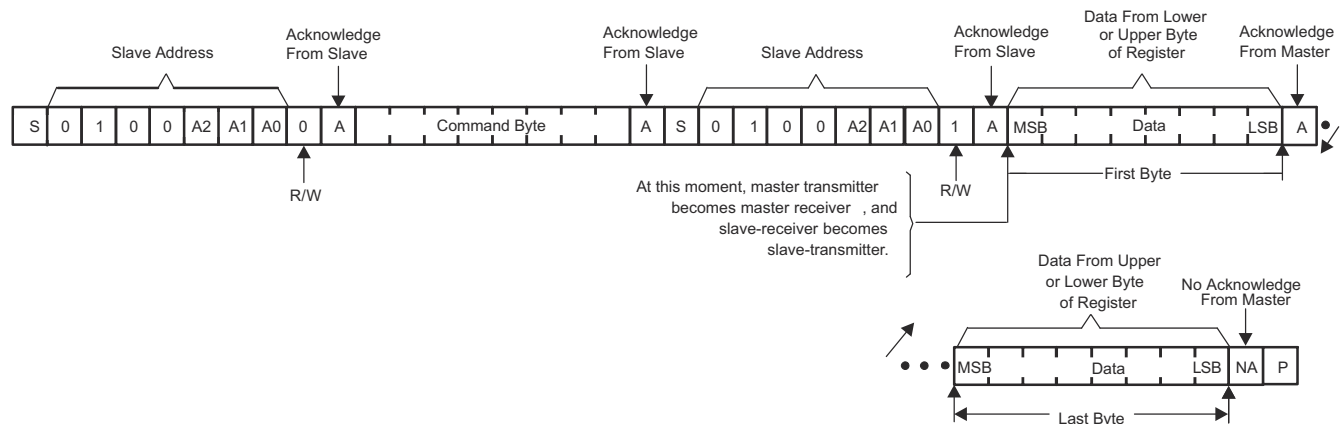 Data From Lower
or Upper Byte
of Register
Acknowledge
From Slave
Acknowledge
From Slave
Acknowledge
From Slave
Acknowledge
From Master
Slave Address
Slave Address
S 0 1 0 0 A2 A1 A0 0 A Command Byte A S 0 1 0 0 A2 A1 A0 1 A MSB Data LSB A
R/W
R/W
First Byte
At this moment, master transmitter
becomes master receiver , and
slave-receiver becomes
slave-transmitter.
Data From Upper
or Lower Byte
of Register
No Acknowledge
From Master
MSB Data LSB NA P
Last Byte